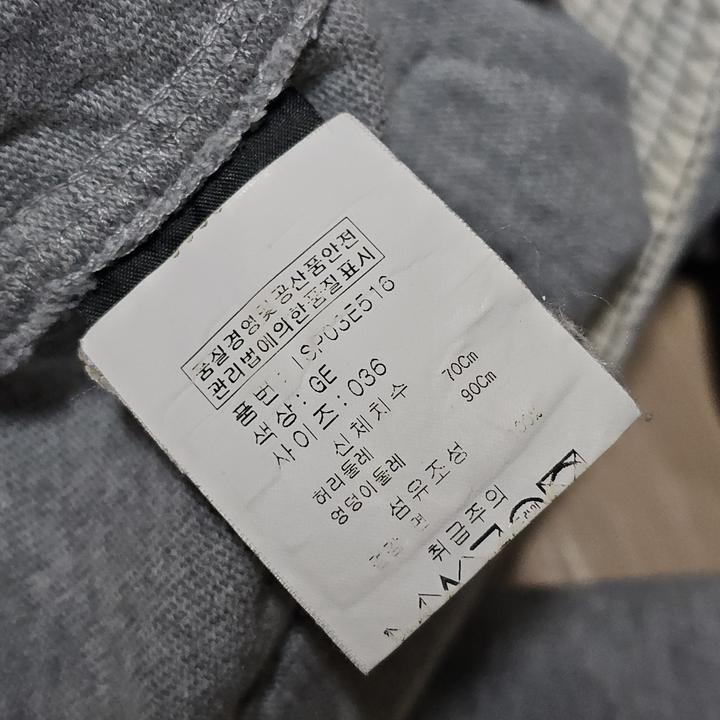 품질경영및 공산품안전
관리법에의한품질표시
품 번: ISP03E516
색 상: GE
사이즈: 036
신체치수
허리둘레 70Cm
엉덩이둘레 90Cm
섬유조성
취급주의